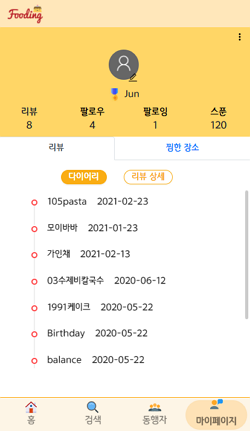 Fooding
Jun
리뷰 팔로우 팔로잉 스푼
8 4 1 120
리뷰 찜한 장소
다이어리 리뷰 상세
105pasta 2021-02-23
모이바바 2021-02-23
가인채 2021-02-13
03수제비칼국수 2020-06-12
1991케이크 2020-05-22
Birthday 2020-05-22
balance 2020-05-22
홈 검색 동행자 마이페이지